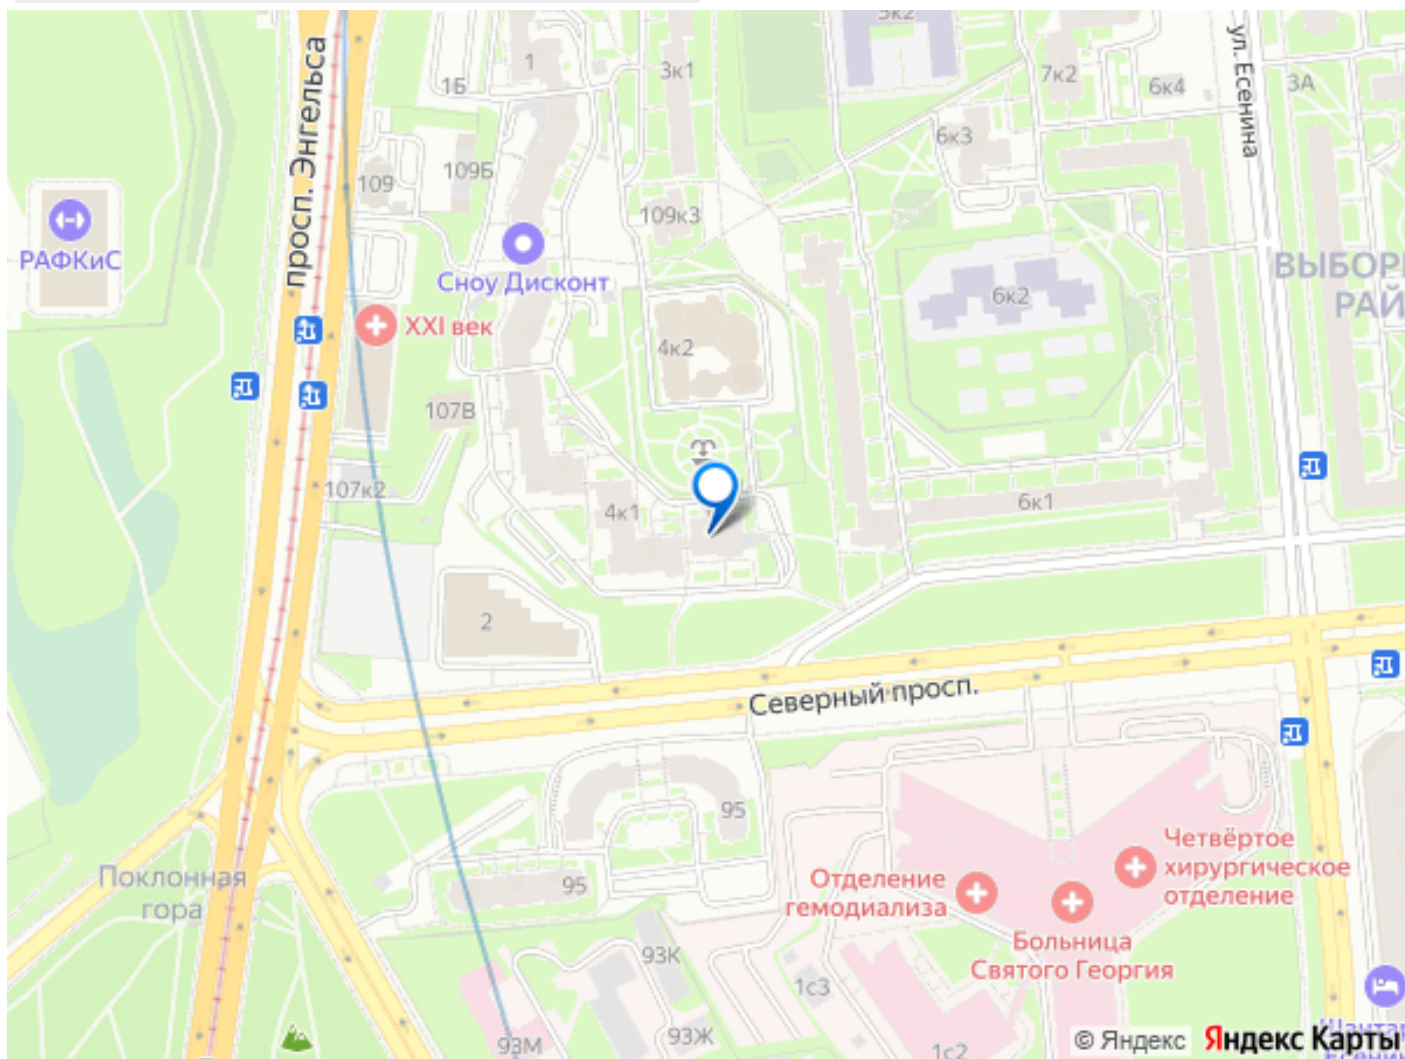 просп. Энгельса
1
1Б
3к1
5к2
7к2
6к4
ул. Есенина
3А
6к3
109Б
109
109к3
РАФКиС
Сноу Дисконт
6к2
XXI век
4к2
107В
107к2
4к1
6к1
2
Северный просп.
95
95
Поклонная
гора
Четвёртое
хирургическое
отделение
Отделение
гемодиализа
Больница
Святого Георгия
93К
1с3
93Ж
93М
1с2
© Яндекс
Яндекс Карты